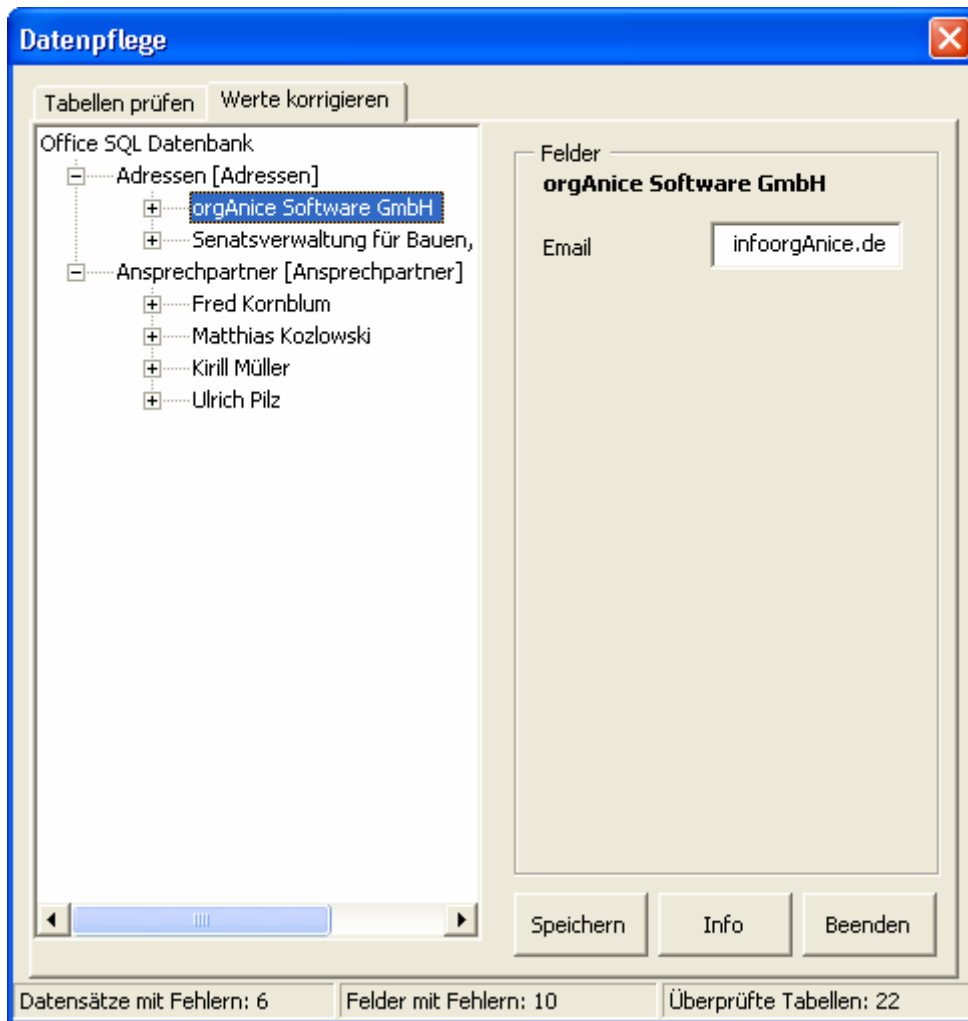 Datenpflege
Tabellen prüfen Werte korrigieren
Office SQL Datenbank
Adressen [Adressen]
orgAnice Software GmbH
Senatsverwaltung für Bauen,
Ansprechpartner [Ansprechpartner]
Fred Kornblum
Matthias Kozlowski
Kirill Müller
Ulrich Pilz
Felder
orgAnice Software GmbH
Email infoorgAnice.de
Speichern Info Beenden
Datensätze mit Fehlern: 6 Felder mit Fehlern: 10 Überprüfte Tabellen: 22